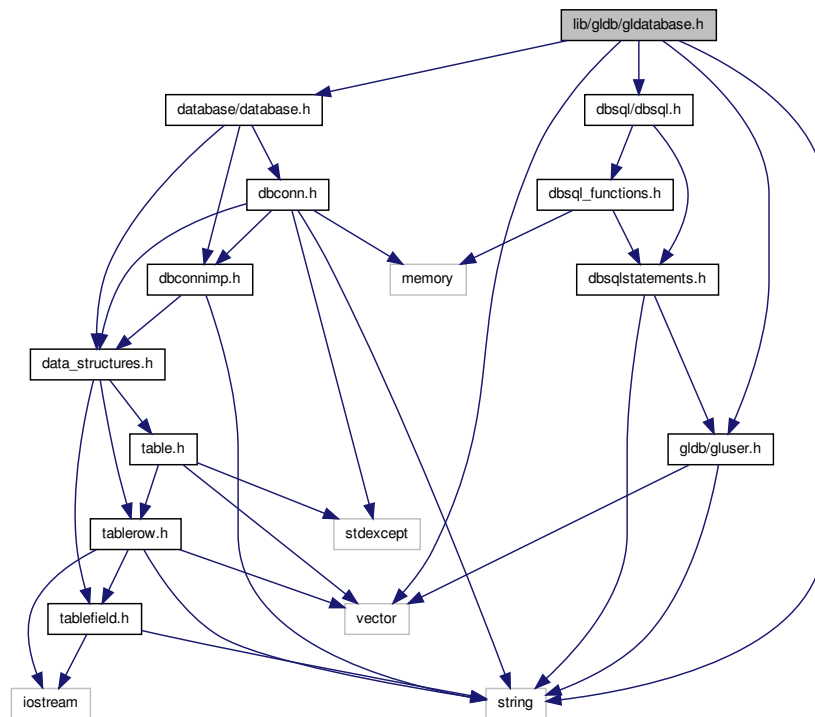 lib/gldb/gldatabase.h
database/database.h
dbsql/dbsql.h
dbconn.h
dbsql_functions.h
dbconnimp.h
memory
dbsqlstatements.h
data_structures.h
table.h
gldb/gluser.h
tablerow.h
stdexcept
tablefield.h
vector
iostream
string